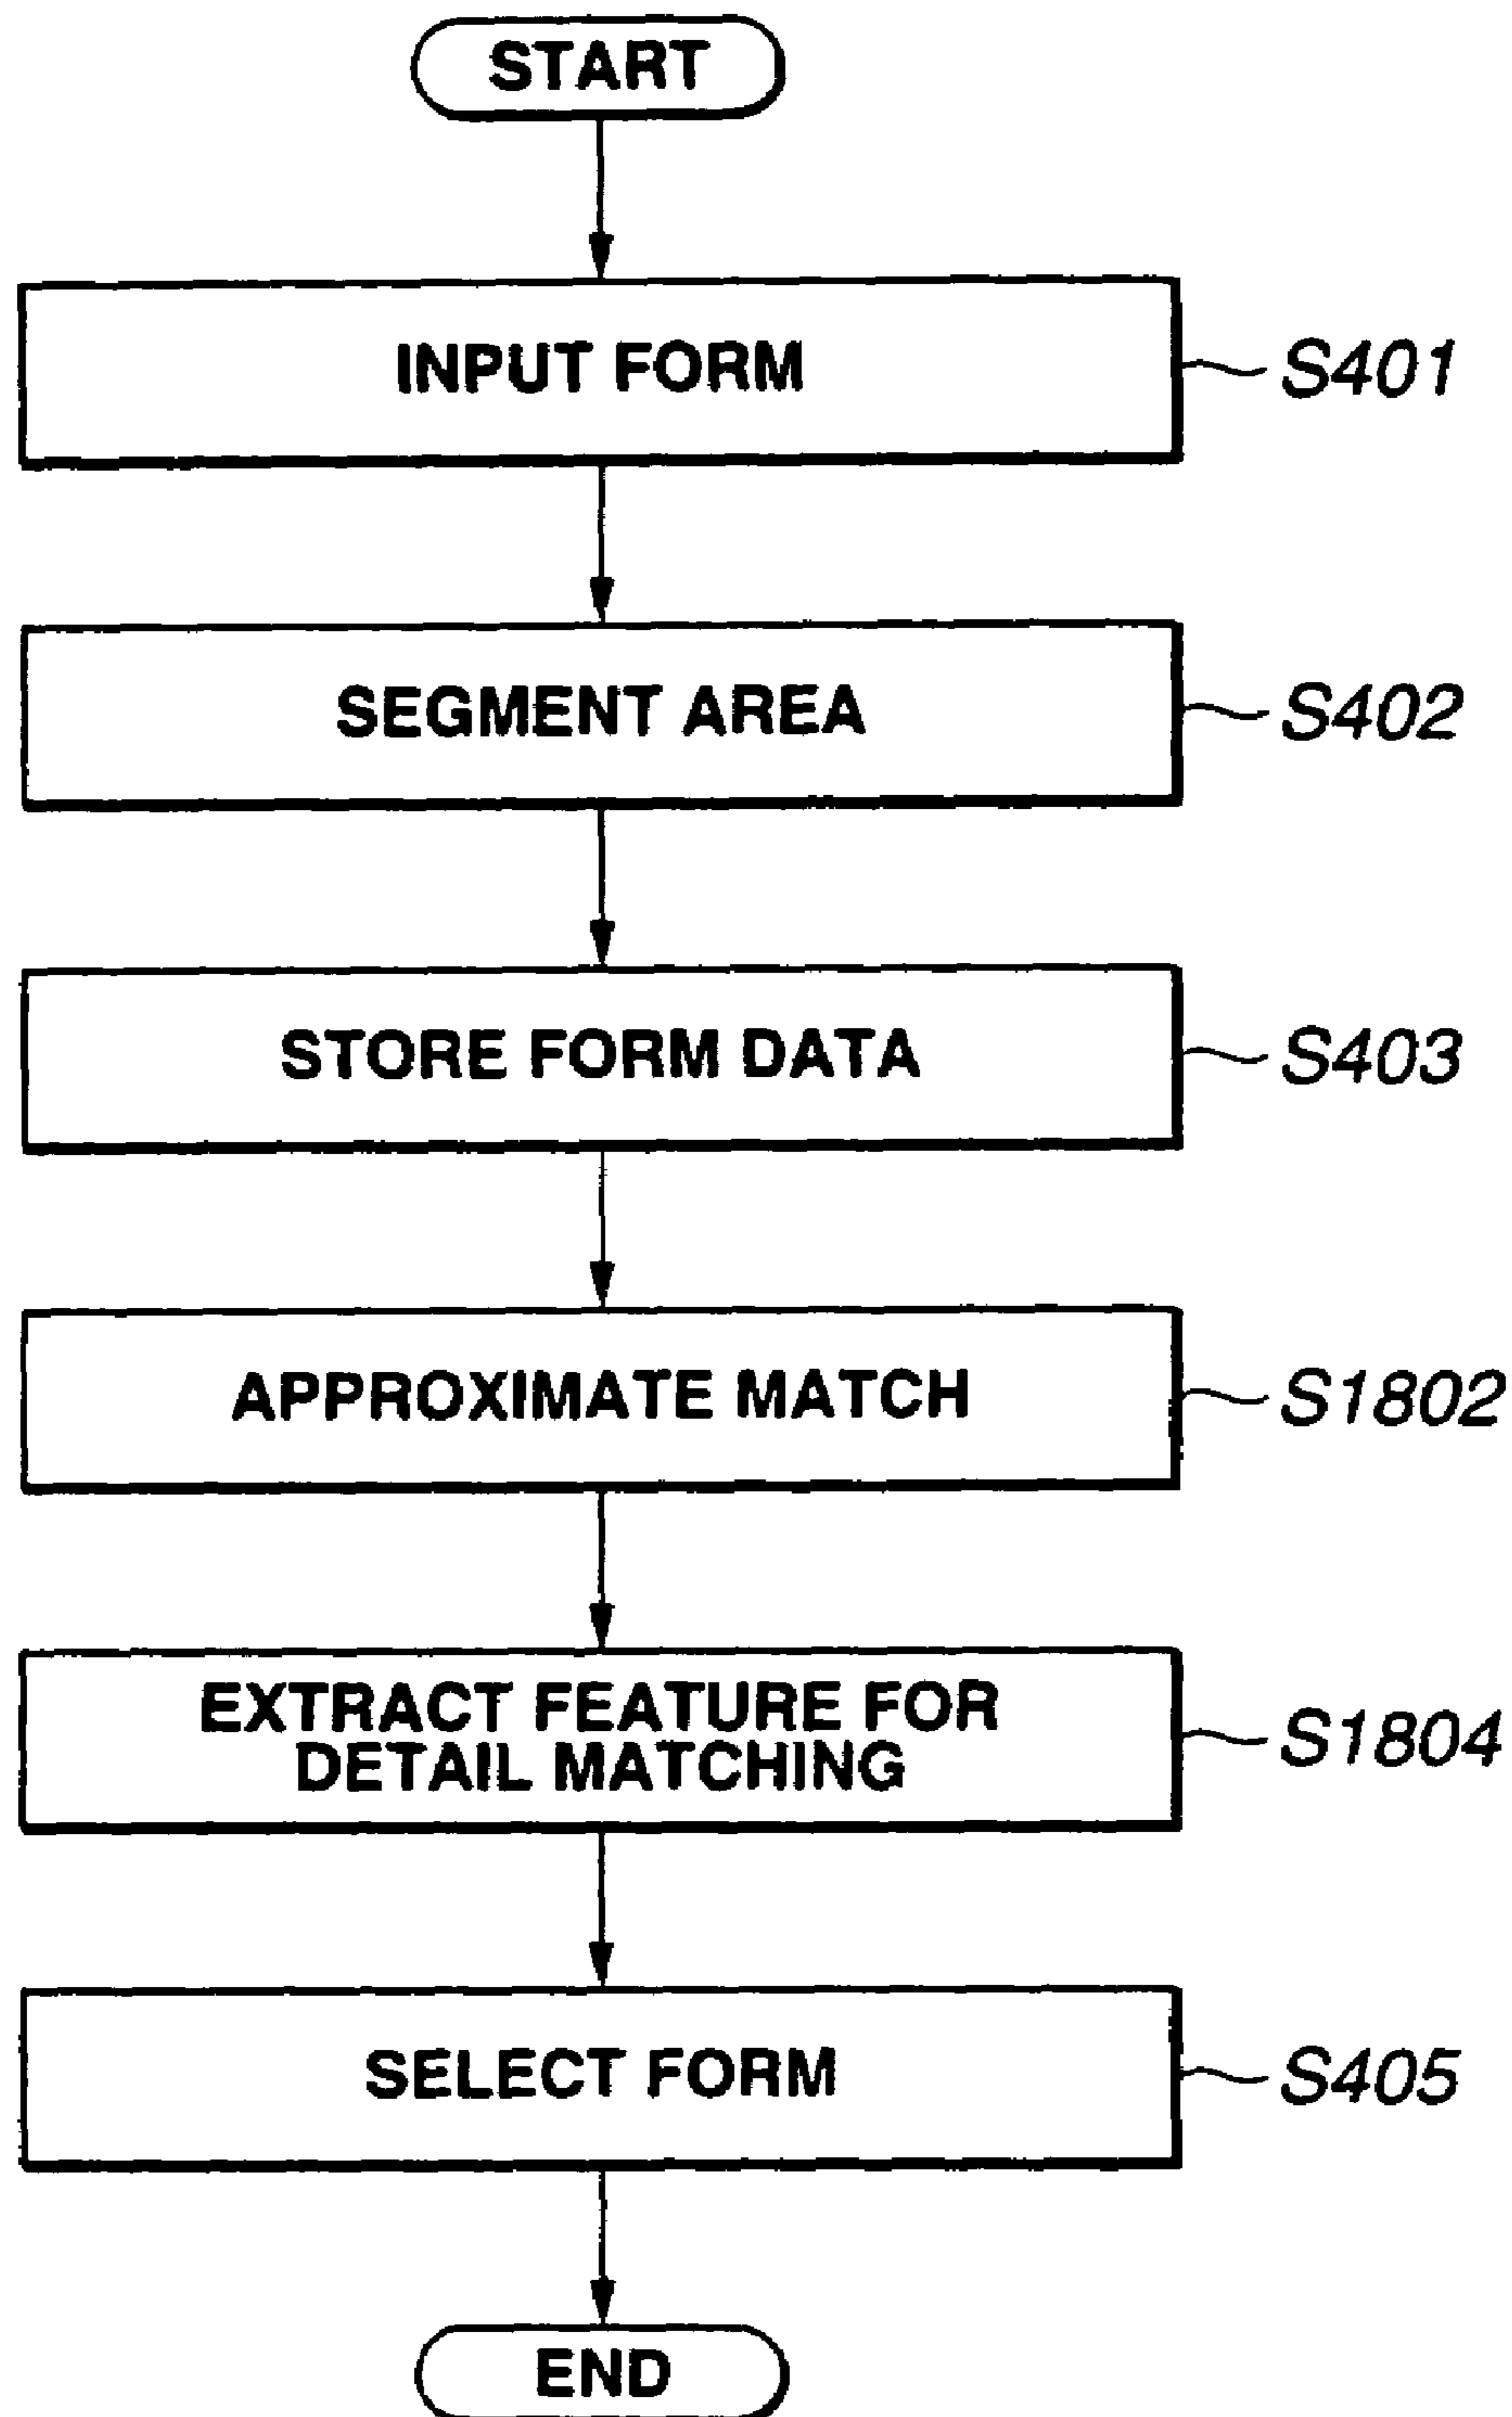 START
INPUT FORM
S401
SEGMENT AREA
S402
STORE FORM DATA
S403
APPROXIMATE MATCH
S1802
EXTRACT FEATURE FOR
DETAIL MATCHING
S1804
SELECT FORM
S405
END